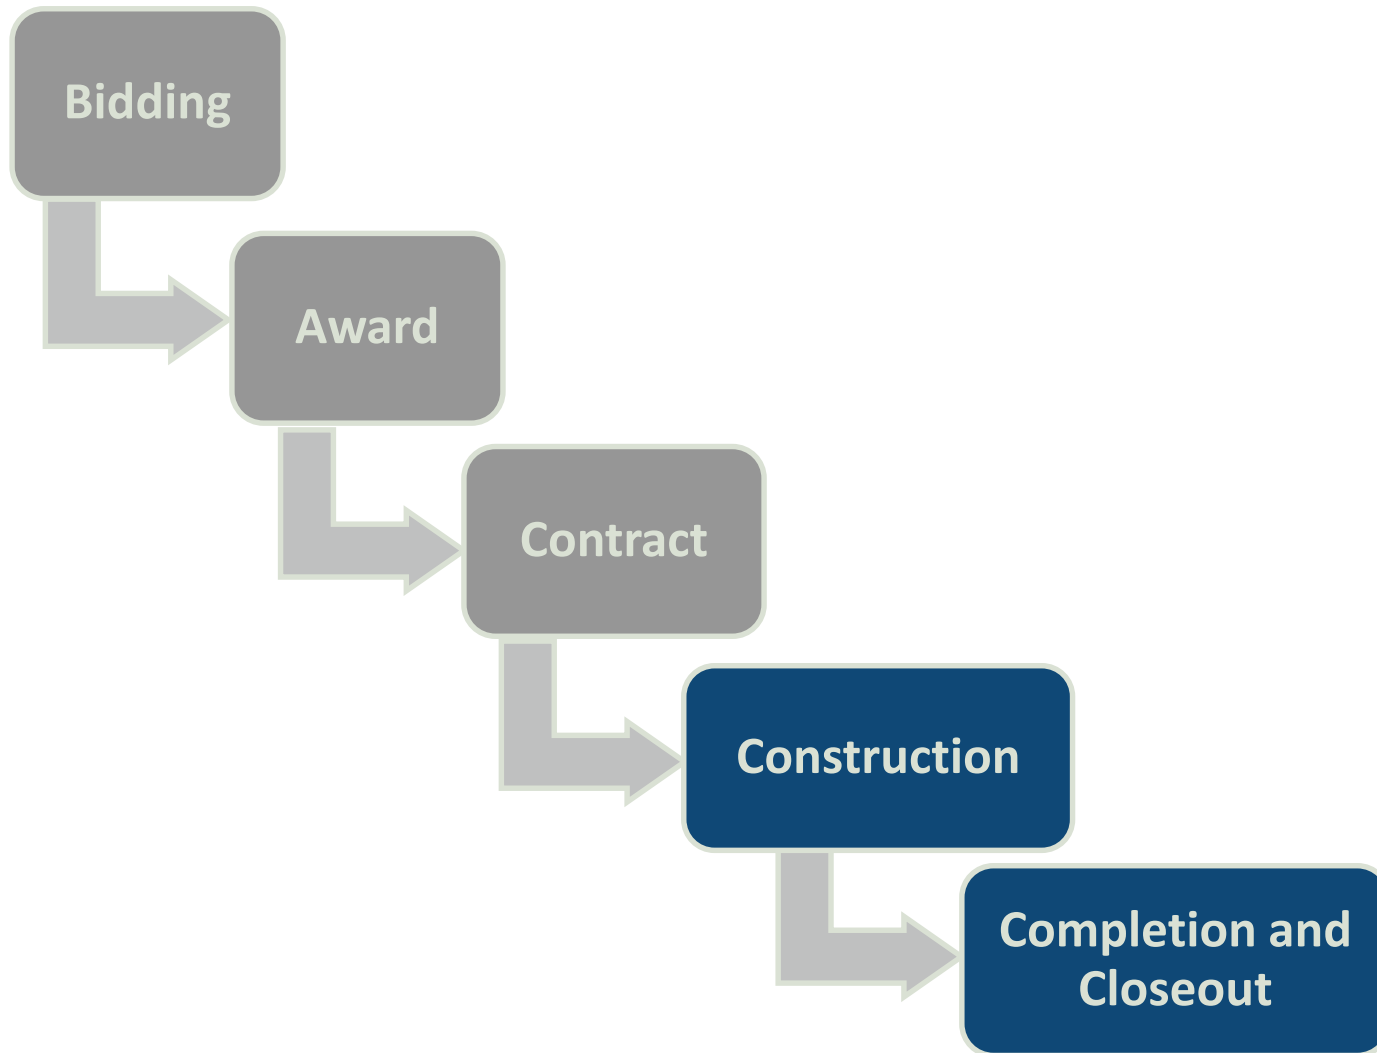 Bidding
Award
Contract
Construction
Completion and
Closeout